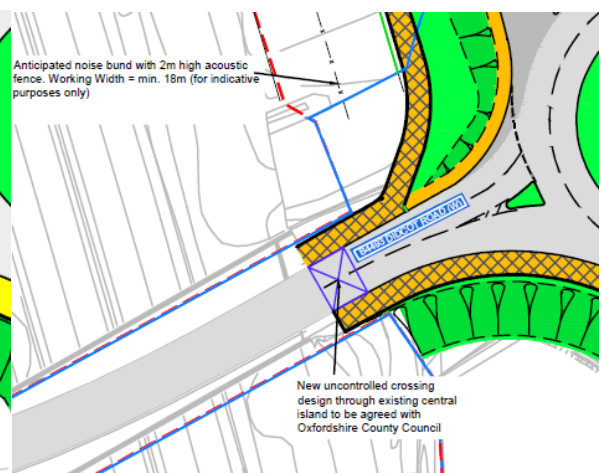 Anticipated noise bund with 2m high acoustic
fence. Working Width = min. 18m (for indicative
purposes only)
B4493 DIDCOT ROAD (W)
New uncontrolled crossing
design through existing central
island to be agreed with
Oxfordshire County Council